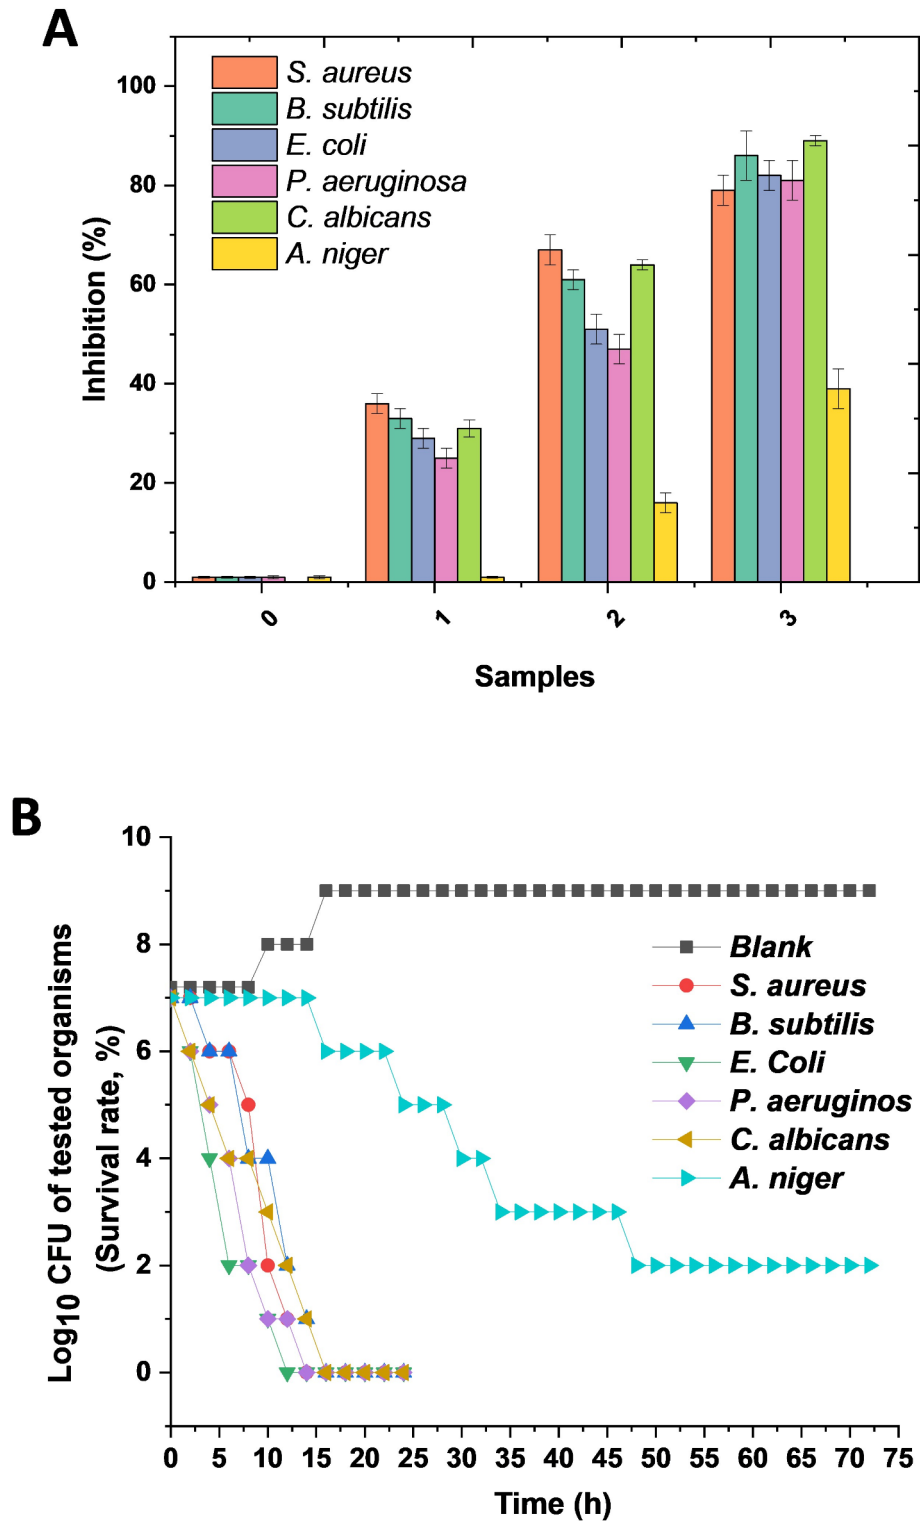 A
100
80
60
40
20
0
Inhibition (%)
S. aureus
B. subtilis
E. coli
P. aeruginosa
C. albicans
A. niger
0 1 2 3
Samples
B
10
8
6
4
2
0
Log10 CFU of tested organisms
(Survival rate, %)
Blank
S. aureus
B. subtilis
E. Coli
P. aeruginos
C. albicans
A. niger
0 5 10 15 20 25 30 35 40 45 50 55 60 65 70 75
Time (h)